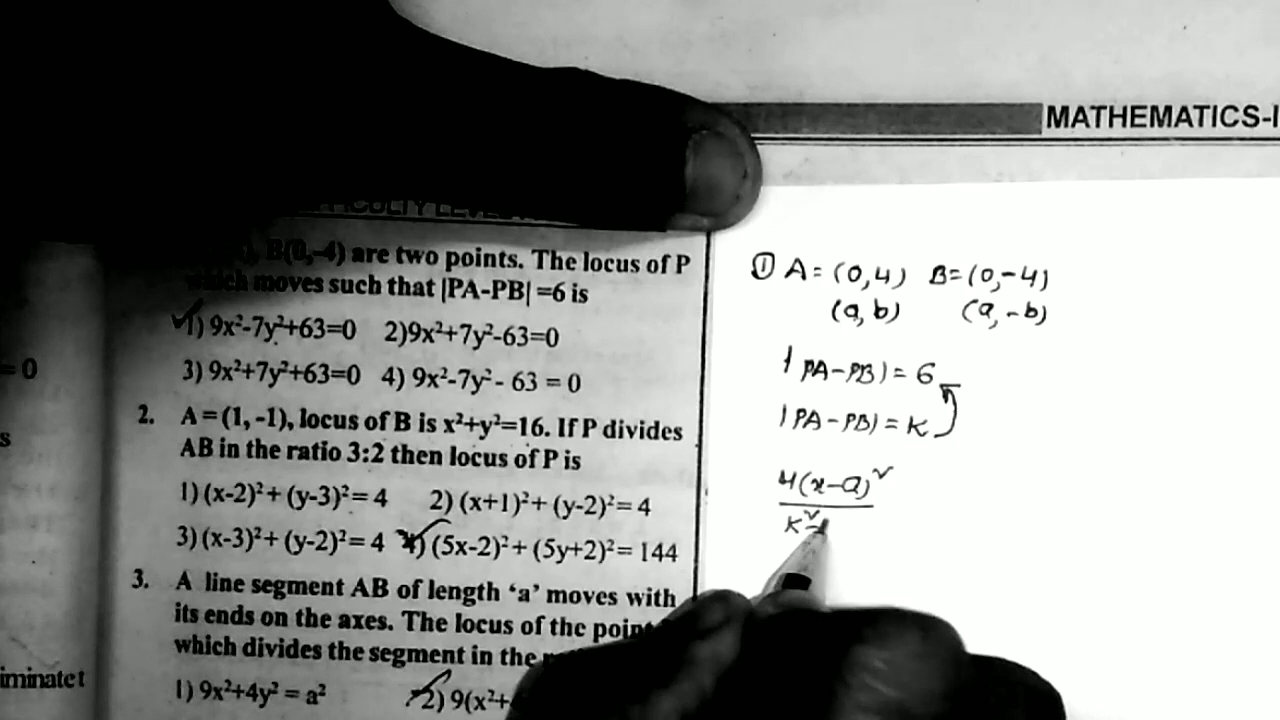 MATHEMATICS-I
B(0,-4) are two points. The locus of P
which moves such that |PA-PB| =6 is
1) 9x²-7y²+63=0 2)9x²+7y²-63=0
3) 9x²+7y²+63=0 4) 9x²-7y²- 63 = 0
2. A=(1,-1), locus of B is x²+y²=16. If P divides
AB in the ratio 3:2 then locus of P is
1) (x-2)²+ (y-3)²= 4 2) (x+1)²+ (y-2)²= 4
3) (x-3)²+ (y-2)²= 4 4) (5x-2)²+ (5y+2)²= 144
3. A line segment AB of length ‘a’ moves with
its ends on the axes. The locus of the point
which divides the segment in the
1) 9x²+4y² = a² 2) 9(x²+
=0
s
iminate t
① A = (0,4) B=(0,-4)
(a, b) (a, -b)
|PA-PB| = 6
|PA-PB| = K
4(x-a)²
K²-